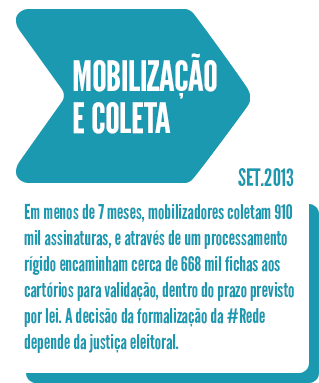 MOBILIZAÇÃO
E COLETA
SET.2013
Em menos de 7 meses, mobilizadores coletam 910
mil assinaturas, e através de um processamento
rígido encaminham cerca de 668 mil fichas aos
cartórios para validação, dentro do prazo previsto
por lei. A decisão da formalização da #Rede
depende da justiça eleitoral.